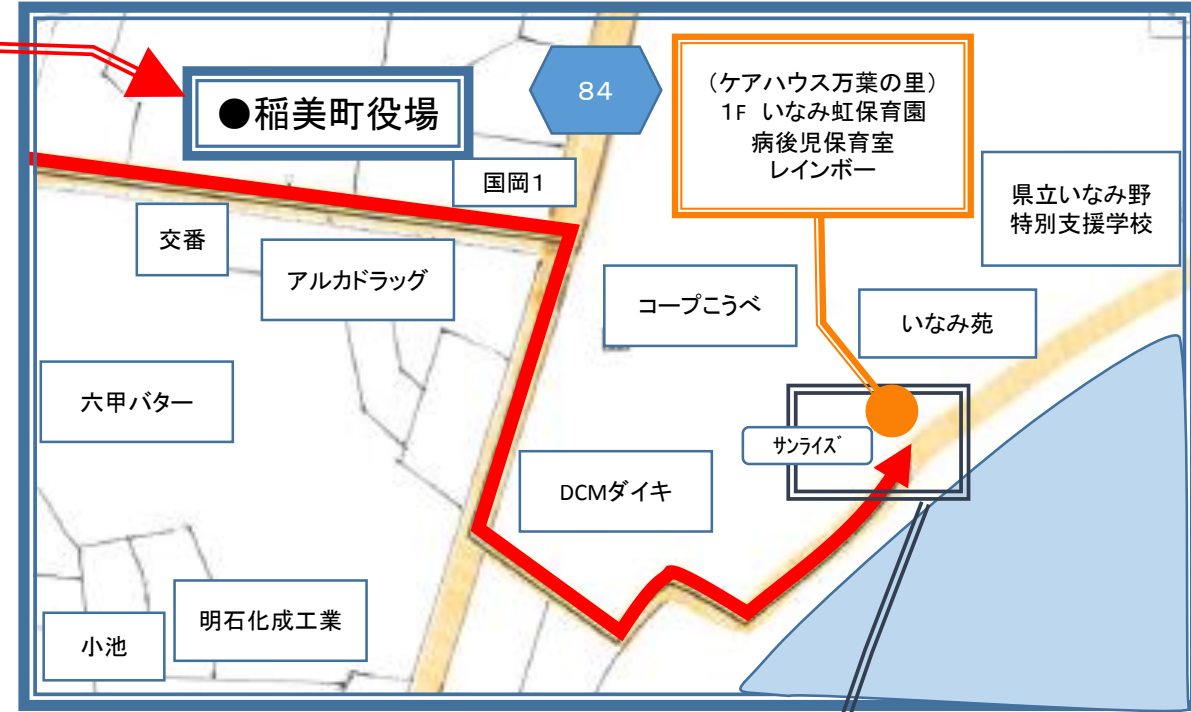 ●稲美町役場
84
(ケアハウス万葉の里)
1F いなみ虹保育園
病後児保育室
レインボー
国岡1
県立いなみ野
特別支援学校
交番
アルカドラッグ
コープこうべ
いなみ苑
六甲バター
サンライズ
DCMダイキ
明石化成工業
小池